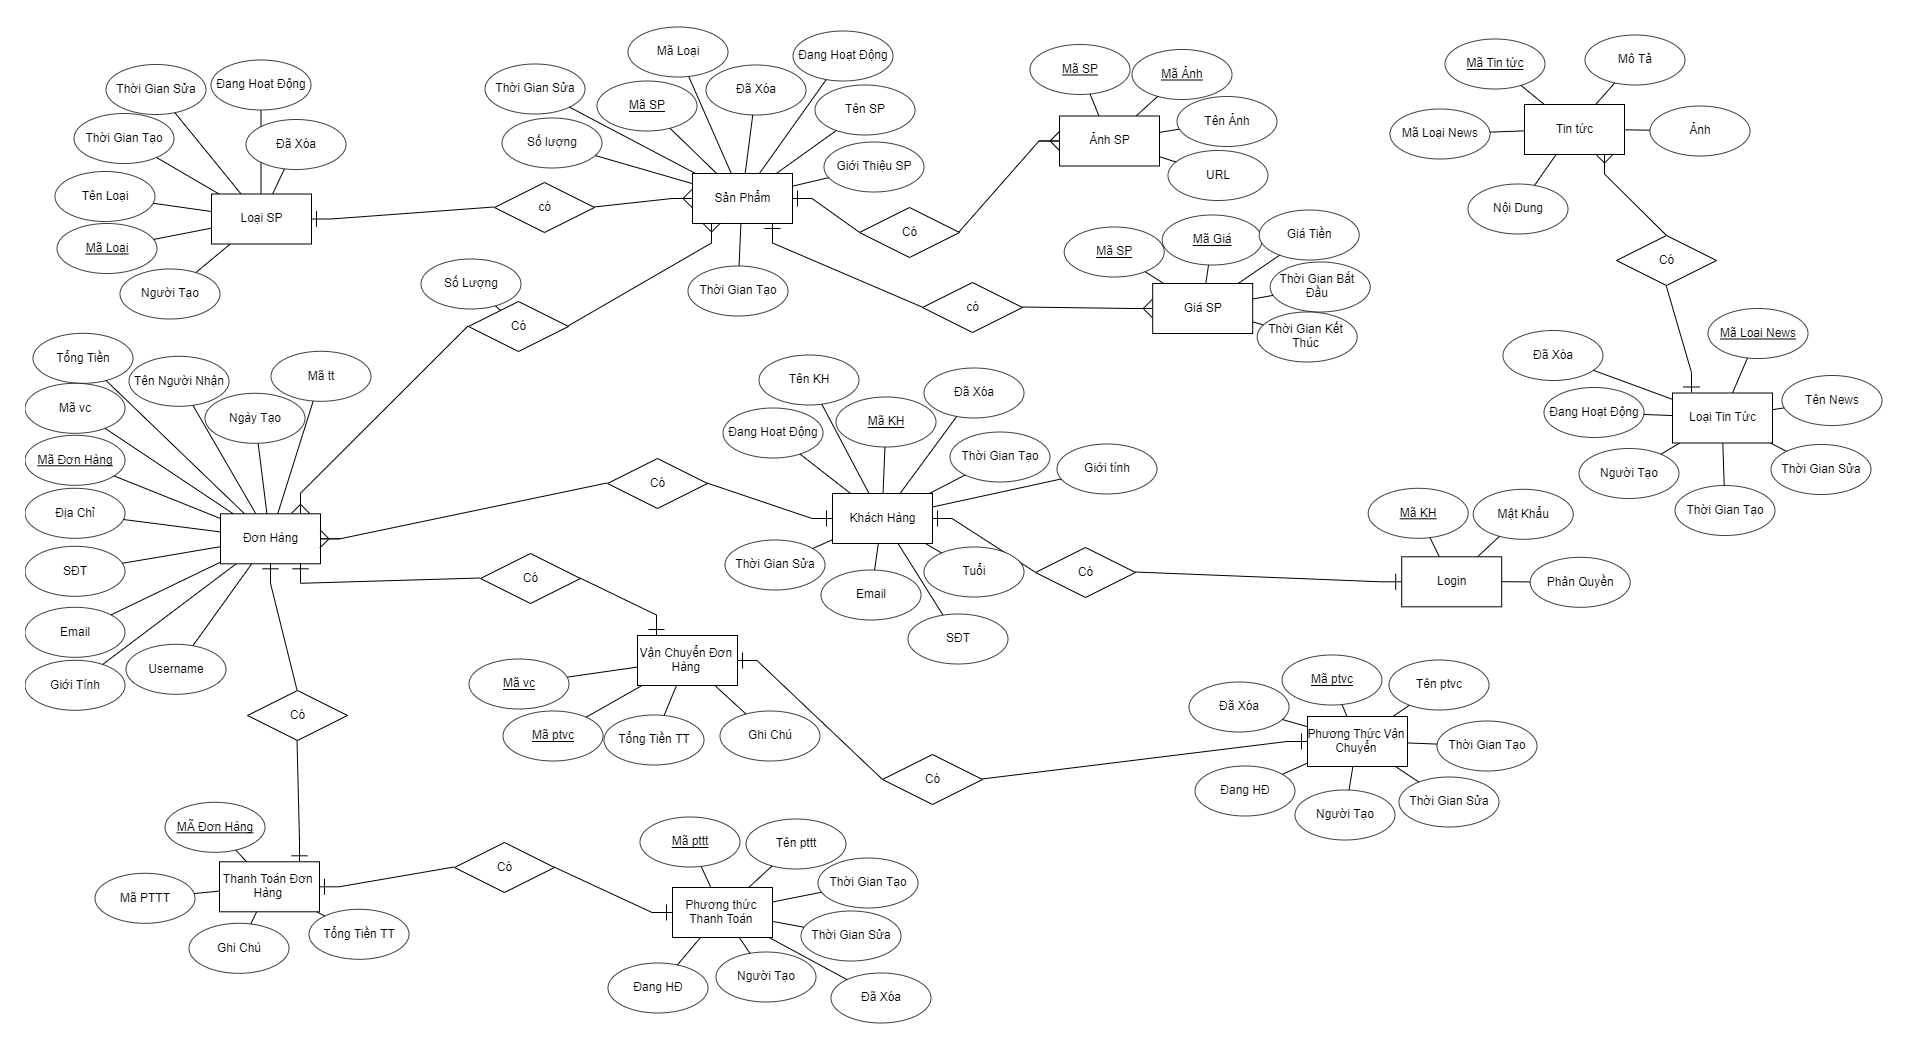 Thời Gian Sửa
Đang Hoạt Động
Thời Gian Tạo
Đã Xóa
Tên Loại
Mã Loại
Người Tạo
Loại SP
có
Mã Loại
Đang Hoạt Động
Thời Gian Sửa
Mã SP
Đã Xóa
Tên SP
Số lượng
Giới Thiệu SP
Sản Phẩm
Thời Gian Tạo
Có
Mã SP
Mã Ảnh
Tên Ảnh
URL
Ảnh SP
có
Mã SP
Mã Giá
Giá Tiền
Thời Gian Bắt
Đầu
Thời Gian Kết
Thúc
Giá SP
Mã Tin tức
Mô Tả
Mã Loại News
Ảnh
Nội Dung
Tin tức
Có
Đã Xóa
Mã Loại News
Đang Hoạt Động
Tên News
Người Tạo
Thời Gian Tạo
Thời Gian Sửa
Loại Tin Tức
Số Lượng
Có
Tổng Tiền
Tên Người Nhận
Mã tt
Mã vc
Ngày Tạo
Mã Đơn Hàng
Địa Chỉ
SĐT
Email
Giới Tính
Username
Đơn Hàng
Có
Tên KH
Đã Xóa
Mã KH
Đang Hoạt Động
Thời Gian Tạo
Giới tính
Khách Hàng
Thời Gian Sửa
Email
Tuổi
SĐT
Có
Mã KH
Mật Khẩu
Phân Quyền
Login
Có
Vận Chuyển Đơn
Hàng
Mã vc
Mã ptvc
Tổng Tiền TT
Ghi Chú
Có
Đã Xóa
Mã ptvc
Tên ptvc
Thời Gian Tạo
Thời Gian Sửa
Người Tạo
Đang HĐ
Phương Thức Vận
Chuyển
Có
MÃ Đơn Hàng
Mã PTTT
Ghi Chú
Tổng Tiền TT
Thanh Toán Đơn
Hàng
Có
Mã pttt
Tên pttt
Thời Gian Tạo
Thời Gian Sửa
Đã Xóa
Người Tạo
Đang HĐ
Phương thức
Thanh Toán